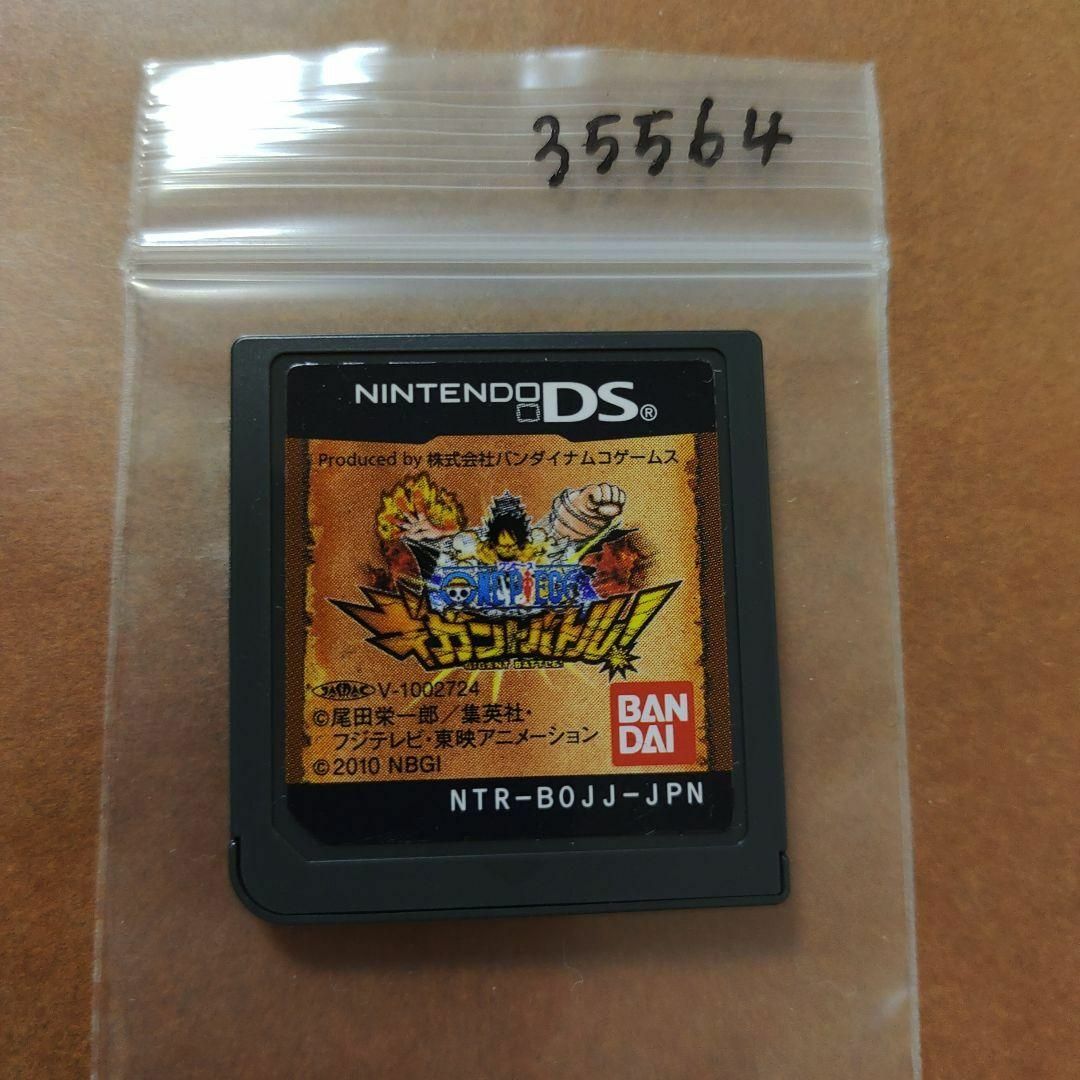 35564
NINTENDO DS®
Produced by 株式会社バンダイナムコゲームス
ONE PIECE
ギガントバトル!
GIGANT BATTLE!
JASRAC V-1002724
©尾田栄一郎/集英社・
フジテレビ・東映アニメーション
©2010 NBGI
BAN
DAI
NTR-BOJJ-JPN